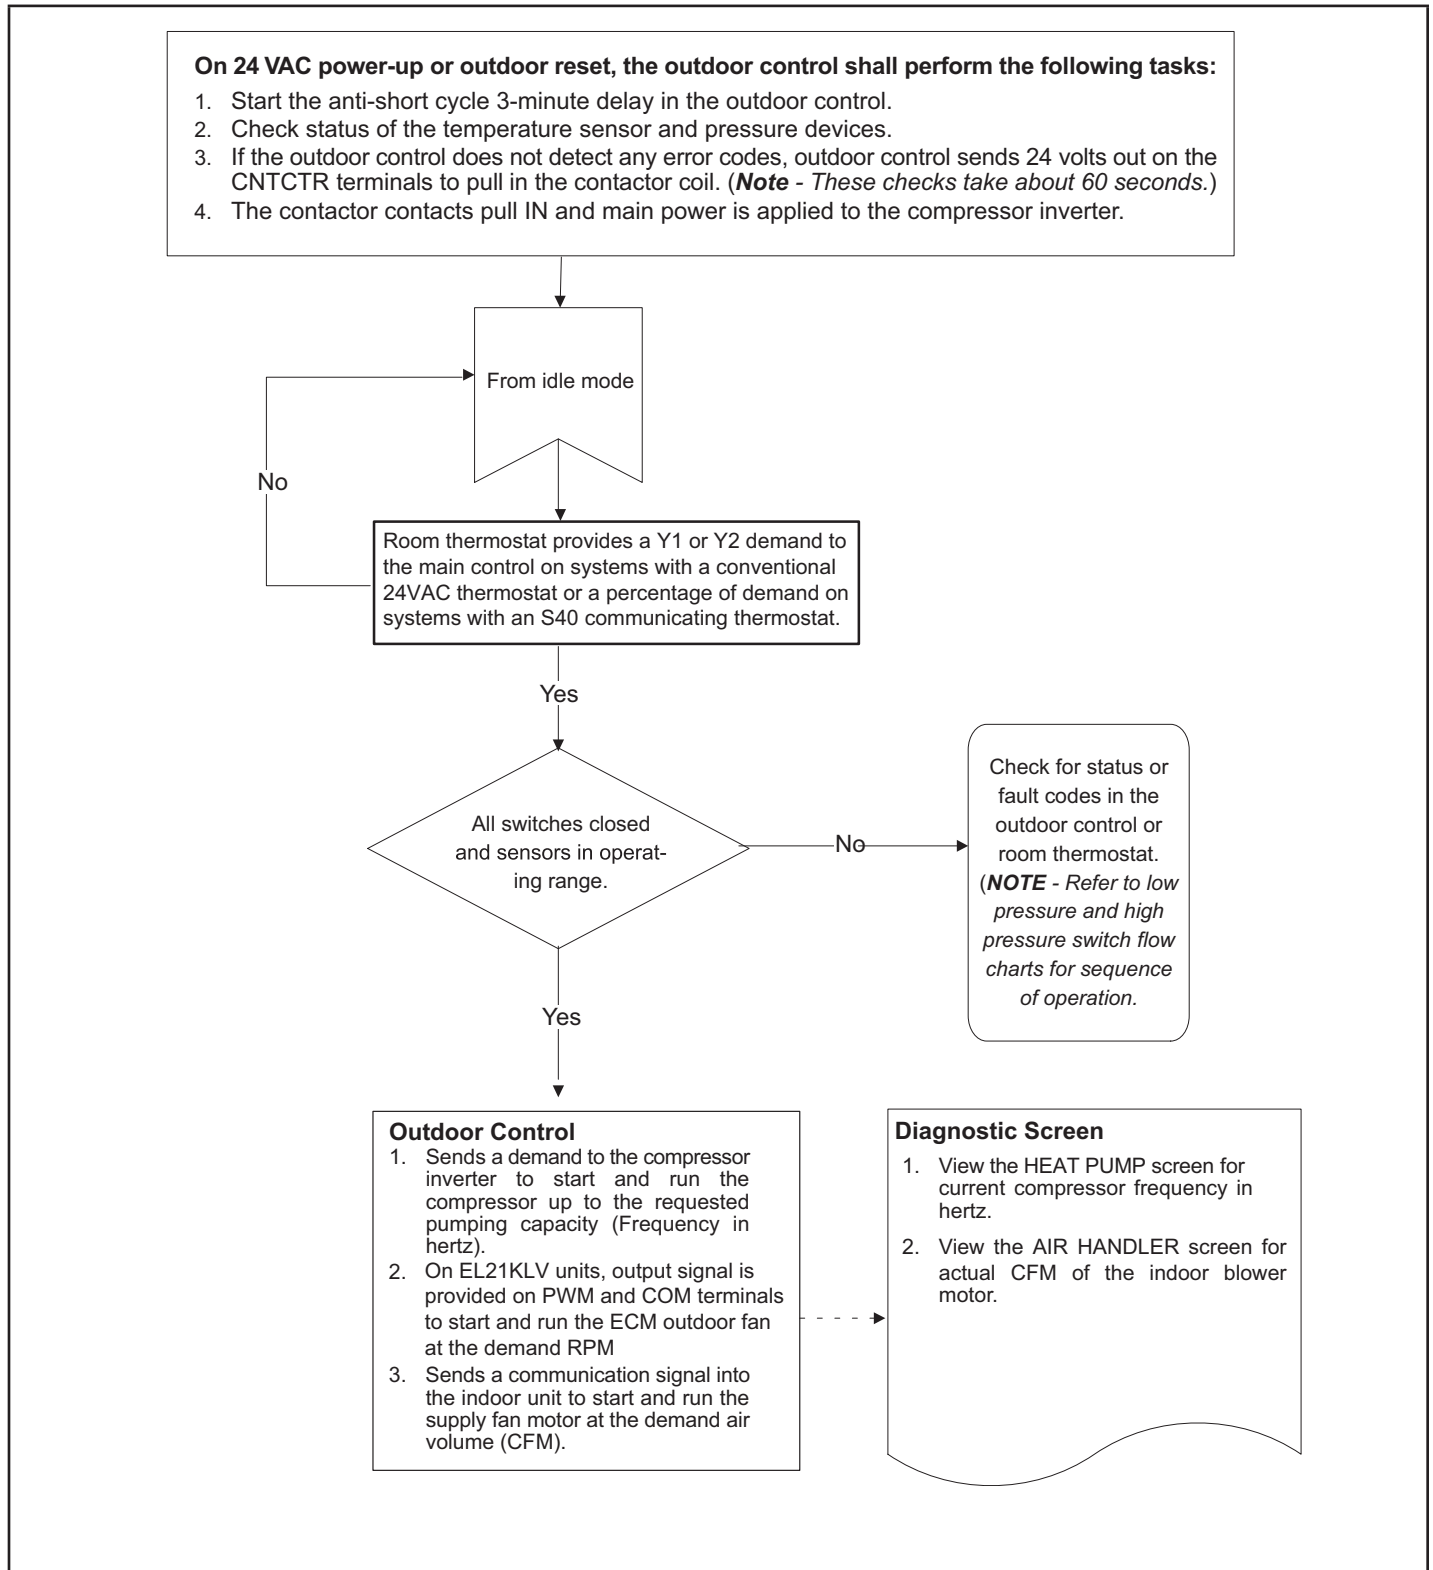 On 24 VAC power-up or outdoor reset, the outdoor control shall perform the following tasks:
1. Start the anti-short cycle 3-minute delay in the outdoor control.
2. Check status of the temperature sensor and pressure devices.
3. If the outdoor control does not detect any error codes, outdoor control sends 24 volts out on the
CNTCTR terminals to pull in the contactor coil. (Note - These checks take about 60 seconds.)
4. The contactor contacts pull IN and main power is applied to the compressor inverter.
From idle mode
No
Room thermostat provides a Y1 or Y2 demand to
the main control on systems with a conventional
24VAC thermostat or a percentage of demand on
systems with an S40 communicating thermostat.
Yes
All switches closed
and sensors in operat-
ing range.
No
Check for status or
fault codes in the
outdoor control or
room thermostat.
(NOTE - Refer to low
pressure and high
pressure switch flow
charts for sequence
of operation.
Yes
Outdoor Control
1. Sends a demand to the compressor
inverter to start and run the
compressor up to the requested
pumping capacity (Frequency in
hertz).
2. On EL21KLV units, output signal is
provided on PWM and COM terminals
to start and run the ECM outdoor fan
at the demand RPM
3. Sends a communication signal into
the indoor unit to start and run the
supply fan motor at the demand air
volume (CFM).
Diagnostic Screen
1. View the HEAT PUMP screen for
current compressor frequency in
hertz.
2. View the AIR HANDLER screen for
actual CFM of the indoor blower
motor.